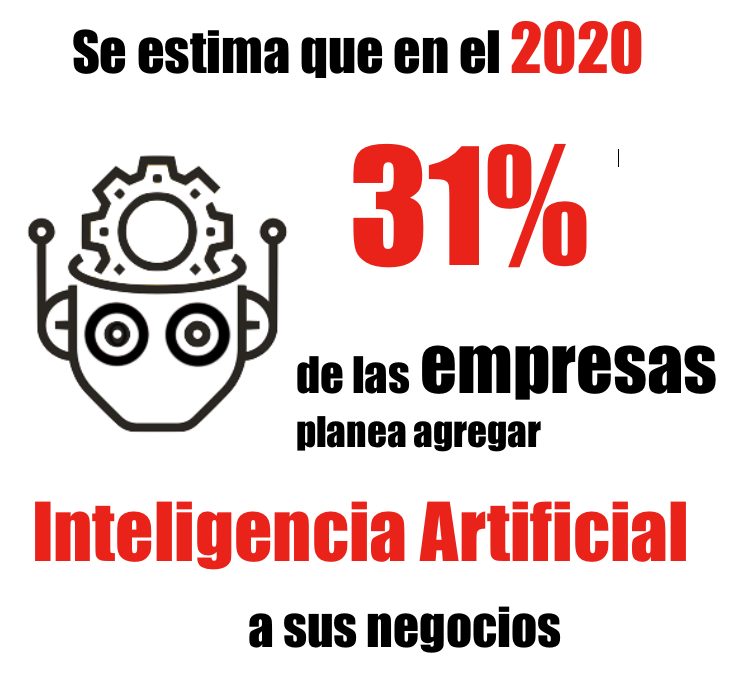 Se estima que en el 2020
31%
de las empresas
planea agregar
Inteligencia Artificial
a sus negocios